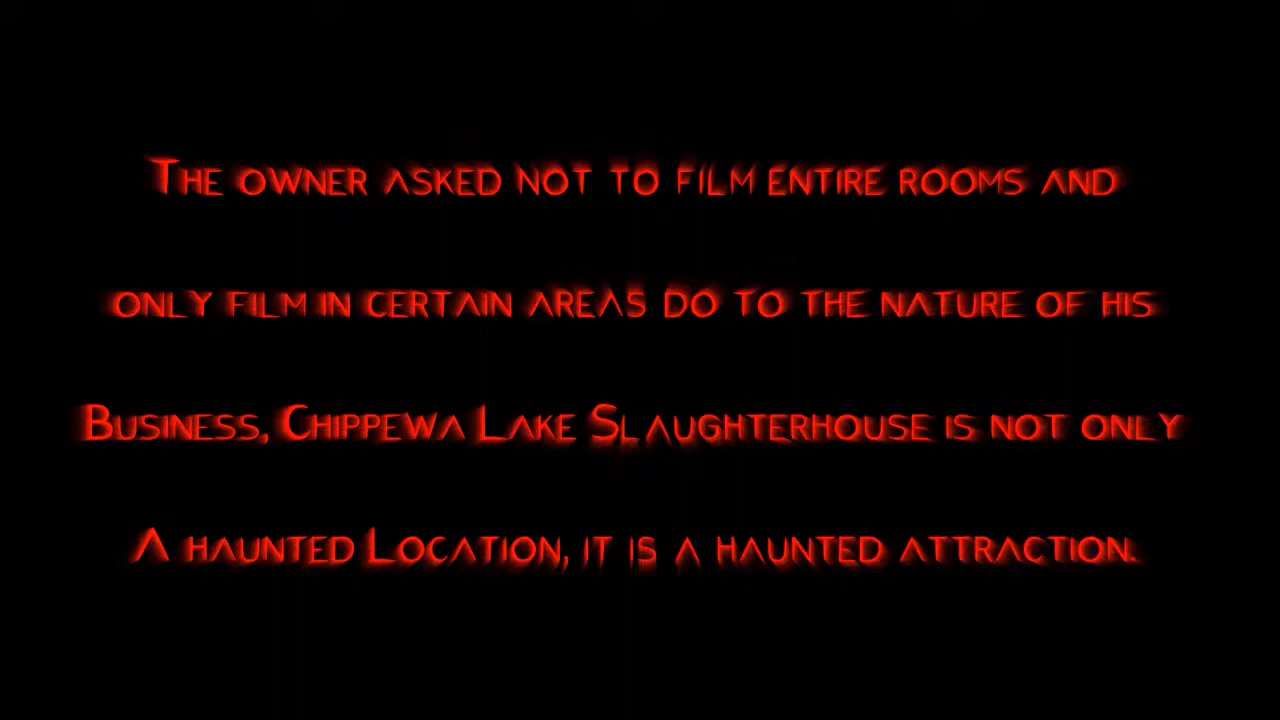 The owner asked not to film entire rooms and
only film in certain areas do to the nature of his
Business, Chippewa Lake Slaughterhouse is not only
A haunted Location, it is a haunted attraction.